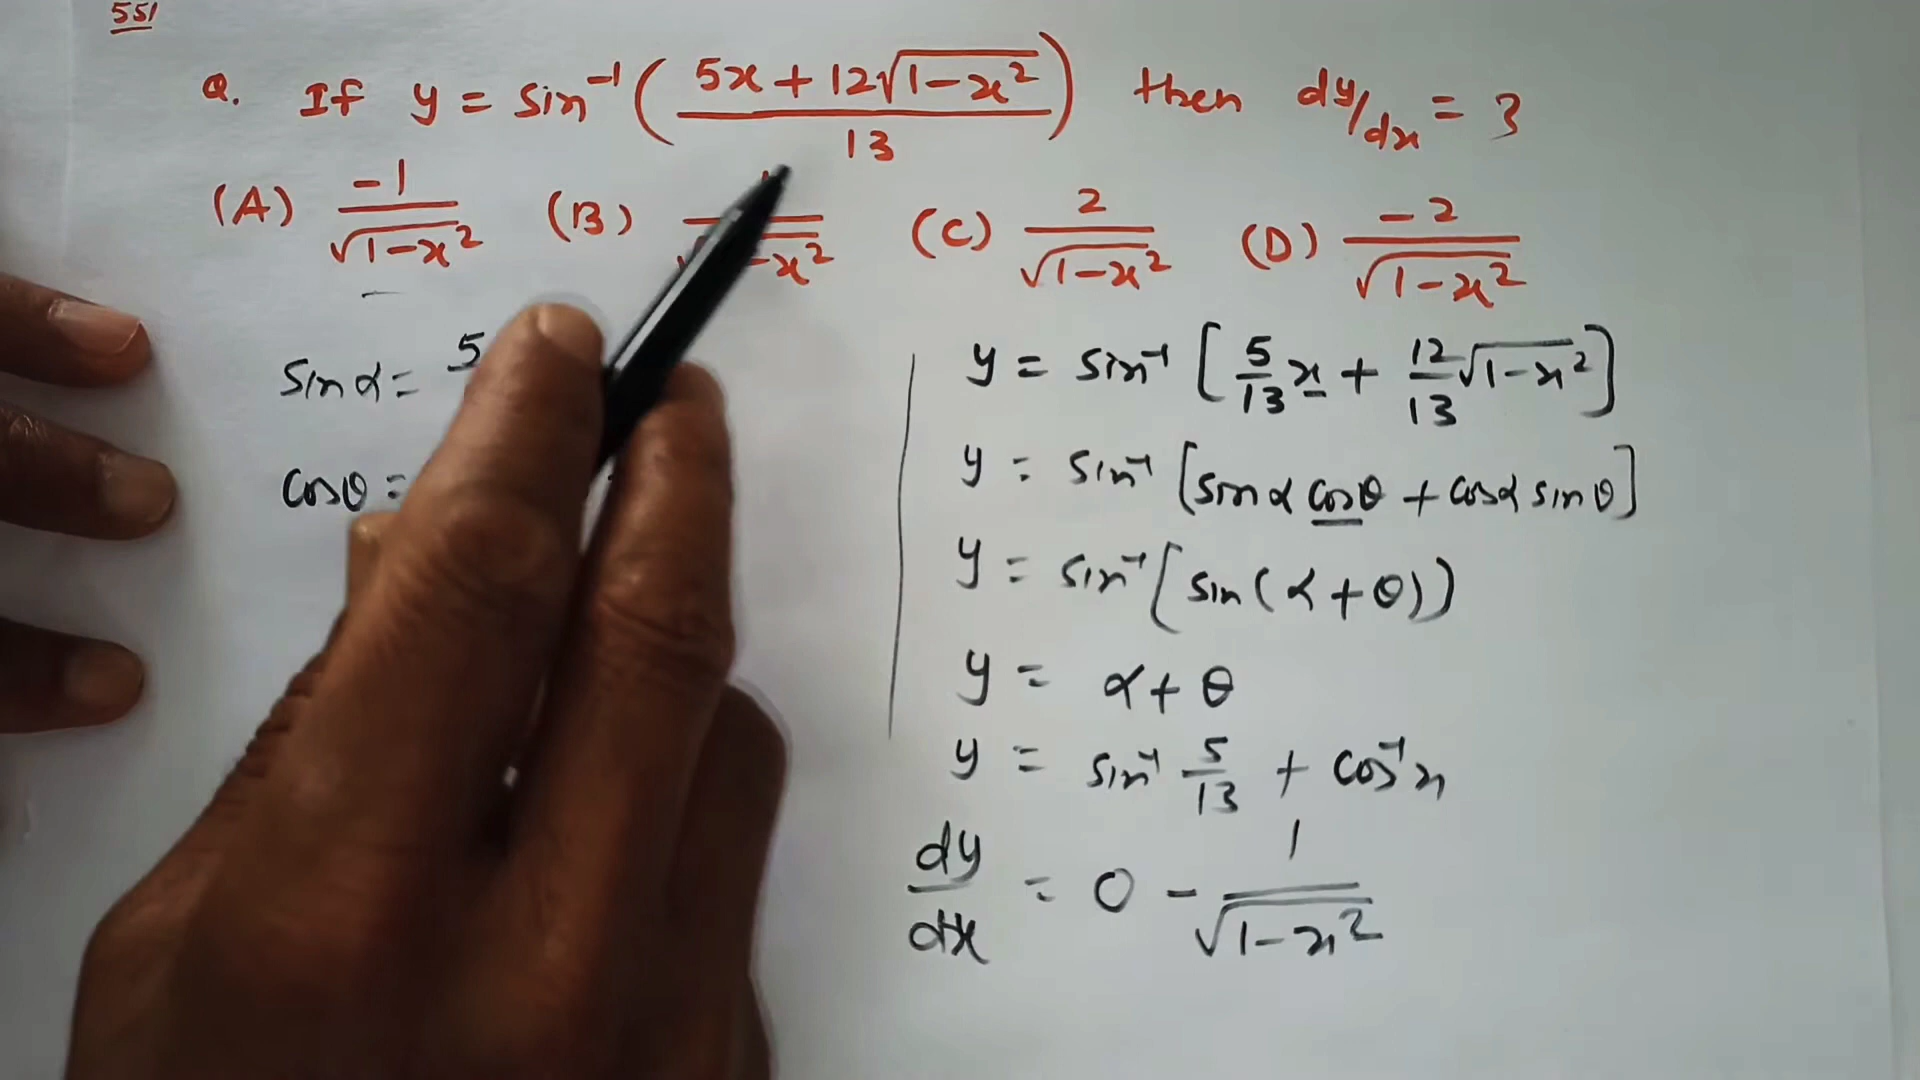 551
Q. If y = sin⁻¹ ( (5x + 12√(1-x²)) / 13 ) then dy/dx = ?
(A) -1/√(1-x²) (B) (C) 2/√(1-x²) (D) -2/√(1-x²)
sin α = 5
cos θ =
y = sin⁻¹ [ 5/13 x + 12/13 √(1-x²) ]
y = sin⁻¹ [sin α cos θ + cos α sin θ]
y = sin⁻¹ [sin (α + θ)]
y = α + θ
y = sin⁻¹ 5/13 + cos⁻¹ x
dy/dx = 0 - 1/√(1-x²)